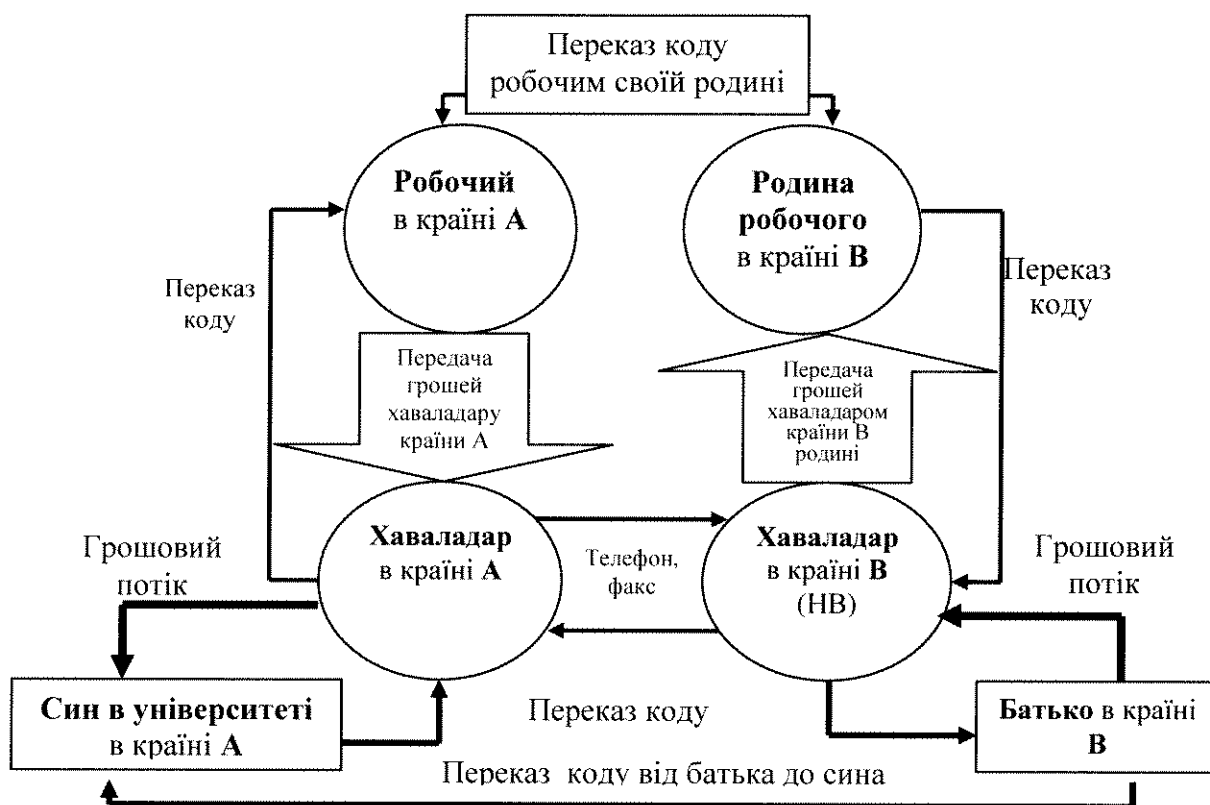 Переказ коду
робочим своїй родині
Робочий
в країні А
Родина
робочого
в країні В
Переказ
коду
Переказ
коду
Передача
грошей
хаваладару
країни А
Передача
грошей
хаваладаром
країни В
родині
Грошовий
потік
Хаваладар
в країні А
Телефон,
факс
Хаваладар
в країні В
(НВ)
Грошовий
потік
Син в університеті
в країні А
Переказ коду
Батько в країні
В
Переказ коду від батька до сина